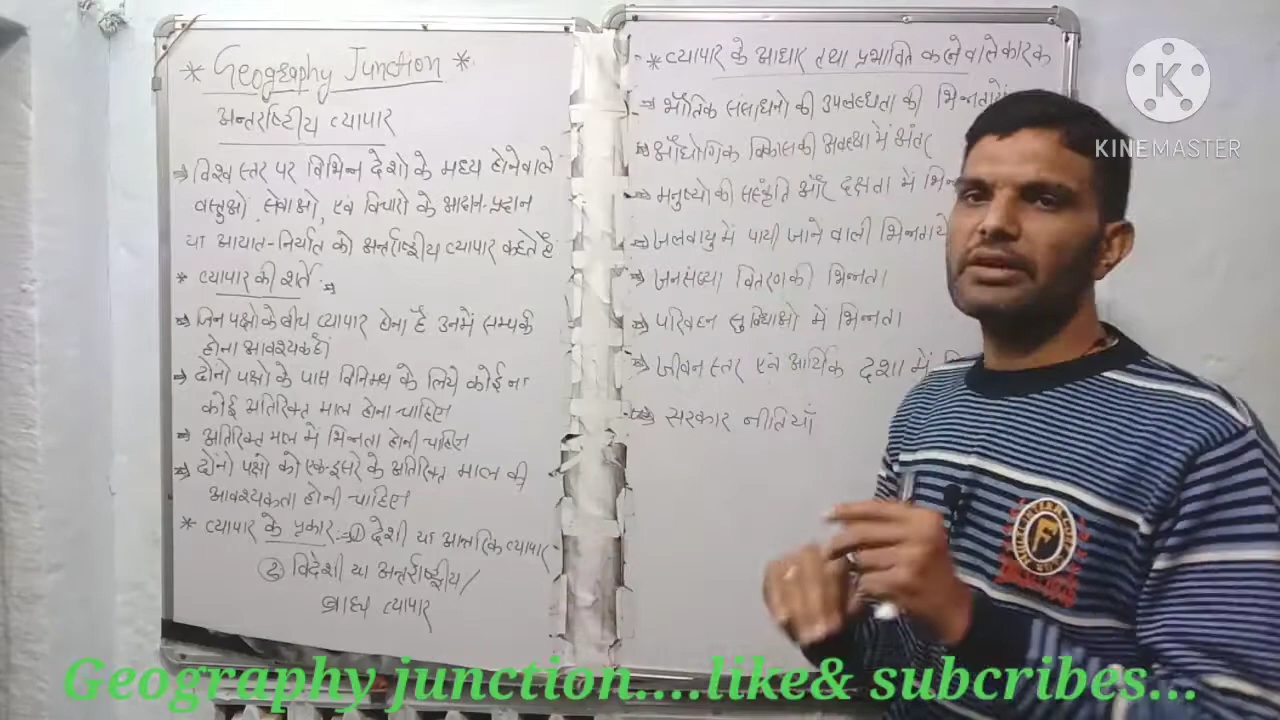 * Geography Junction *
अन्तर्राष्ट्रीय व्यापार
→ विश्व स्तर पर विभिन्न देशो के मध्य होनेवाले
वस्तुओ, सेवाओ, एवं विचारो के आदान-प्रदान
या आयात-निर्यात को अन्तर्राष्ट्रीय व्यापार कहते है
* व्यापार की शर्ते :→
→ जिन पक्षो के बीच व्यापार होना है उनमें सम्पर्क
होना आवश्यक है।
→ दोनो पक्षो के पास विनिमय के लिये कोई न
कोई अतिरिक्त माल होना चाहिए
→ अतिरिक्त माल में भिन्नता होनी चाहिए
→ दोनो पक्षो को एक-दूसरे के अतिरिक्त माल की
आवश्यकता होनी चाहिए
* व्यापार के प्रकार :→ ① देशी या आन्तरिक व्यापार
② विदेशी या अन्तर्राष्ट्रीय/
बाध्य व्यापार
* व्यापार के आधार तथा प्रभावित करने वाले कारक
→ भौतिक संसाधनो की उपलब्धता की भिन्नतायें
→ औधोगिक विकास की अवस्था में अंतर
→ मनुष्यो की संस्कृति और दक्षता में
→ जलवायु में पायी जाने वाली भिन्नताये
→ जनसंख्या वितरण की भिन्नता
→ परिवहन सुविधाओ में भिन्नता
→ जीवन स्तर एवं आर्थिक दशा में
→ सरकार नीतियाँ
K
KINEMASTER
F
Geography junction....like& subcribes...